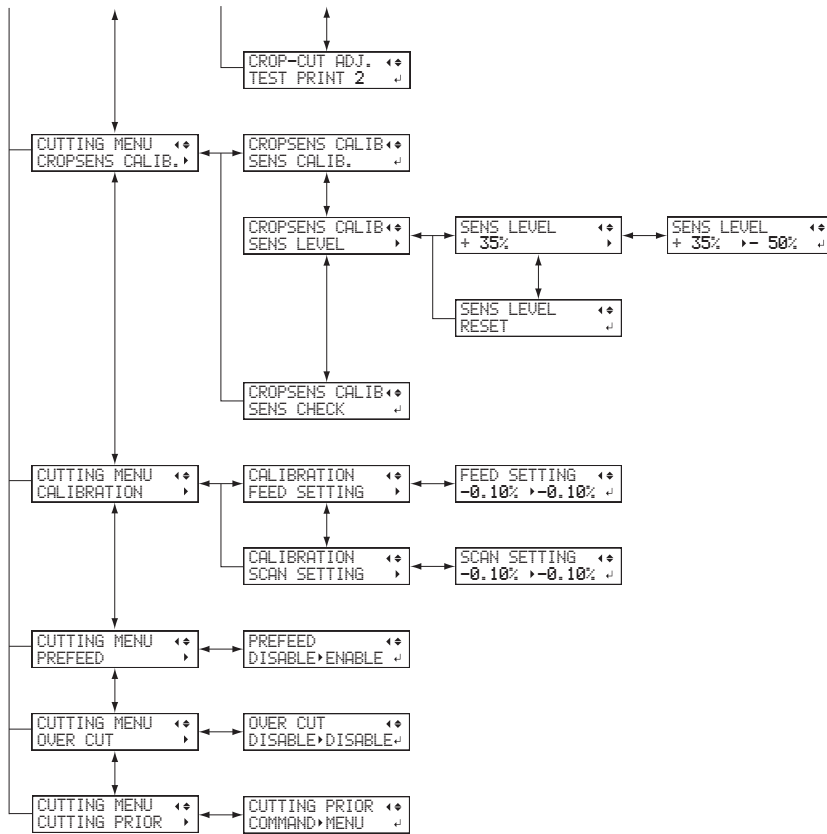 CROP-CUT ADJ. ◂♦
TEST PRINT 2 ↵
CUTTING MENU ◂♦
CROPSENS CALIB.▸
CROPSENS CALIB◂♦
SENS CALIB. ↵
CROPSENS CALIB◂♦
SENS LEVEL ▸
SENS LEVEL ◂♦
+ 35% ▸
SENS LEVEL ◂♦
+ 35% ▸- 50% ↵
SENS LEVEL ◂♦
RESET ↵
CROPSENS CALIB◂♦
SENS CHECK ↵
CUTTING MENU ◂♦
CALIBRATION ▸
CALIBRATION ◂♦
FEED SETTING ▸
FEED SETTING ◂♦
-0.10% ▸-0.10% ↵
CALIBRATION ◂♦
SCAN SETTING ▸
SCAN SETTING ◂♦
-0.10% ▸-0.10% ↵
CUTTING MENU ◂♦
PREFEED ▸
PREFEED ◂♦
DISABLE▸ENABLE ↵
CUTTING MENU ◂♦
OVER CUT ▸
OVER CUT ◂♦
DISABLE▸DISABLE↵
CUTTING MENU ◂♦
CUTTING PRIOR ▸
CUTTING PRIOR ◂♦
COMMAND▸MENU ↵